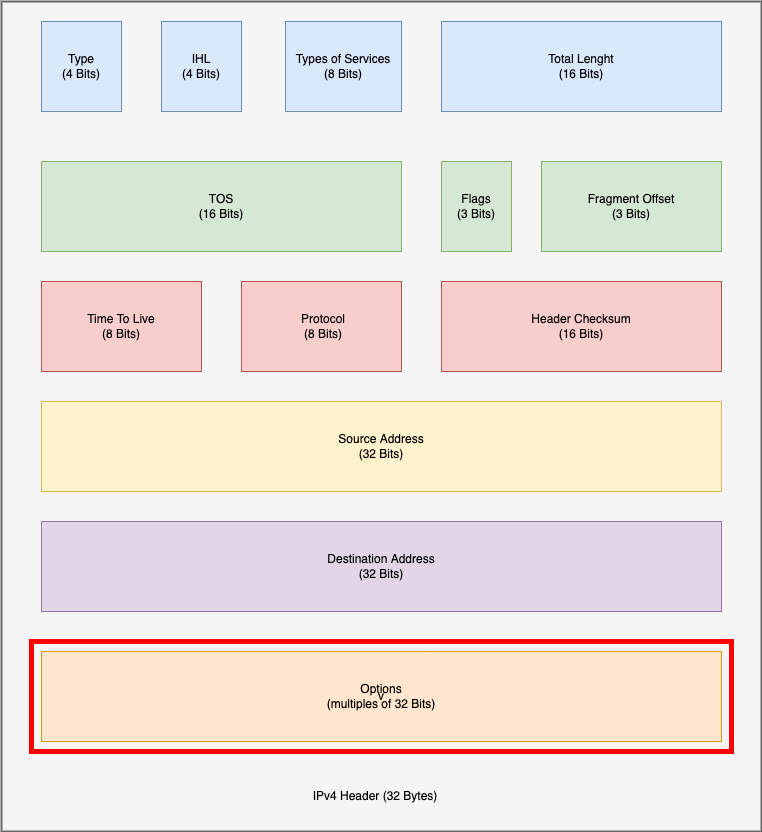 Type
(4 Bits)
IHL
(4 Bits)
Types of Services
(8 Bits)
Total Lenght
(16 Bits)
TOS
(16 Bits)
Flags
(3 Bits)
Fragment Offset
(3 Bits)
Time To Live
(8 Bits)
Protocol
(8 Bits)
Header Checksum
(16 Bits)
Source Address
(32 Bits)
Destination Address
(32 Bits)
Options
v
(multiples of 32 Bits)
IPv4 Header (32 Bytes)